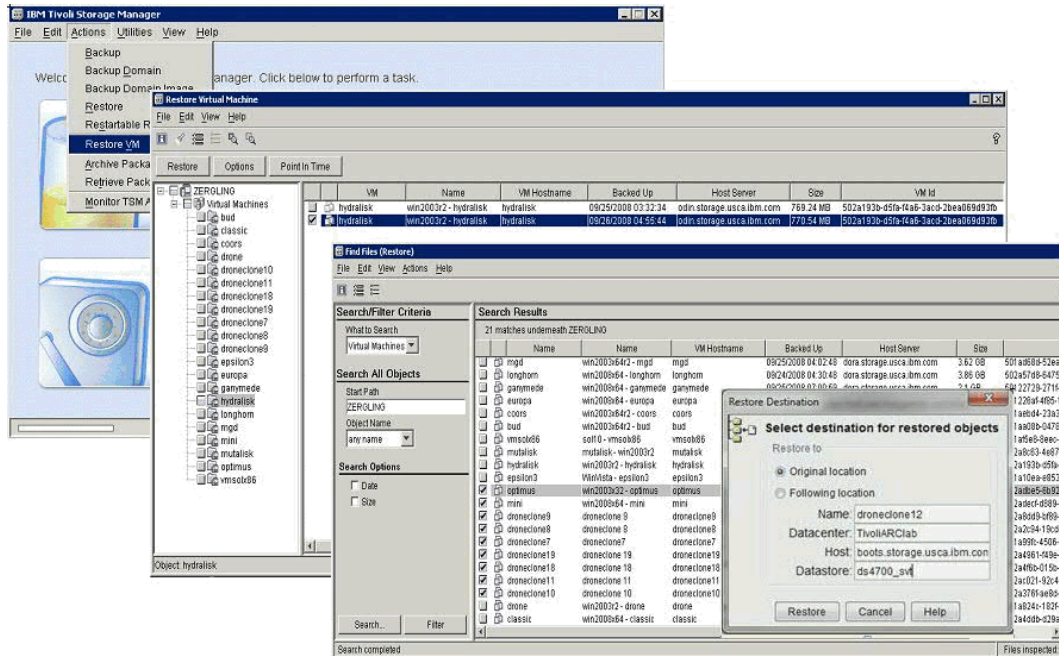 IBM Tivoli Storage Manager
File Edit Actions Utilities View Help
Backup
Backup Domain
Backup Domain Image
Restore
Restore VM
Archive
Monitor TSM
anager. Click below to perform a task.
Restore Virtual Machine
File Edit View Help
Restore Options Point In Time
ZERGLING
Virtual Machines
bud
classic
coors
drone
droneclone10
droneclone11
droneclone18
droneclone19
droneclone7
droneclone8
droneclone9
epsilon3
europa
ganymede
hydralisk
longhorn
mgd
mini
mutalisk
optimus
vmsolx86
VM Name VM Hostname Backed Up Host Server Size VM Id
hydralisk win2003r2 - hydralisk hydralisk 09/25/2008 03:32:34 odin.storage.usca.ibm.com 769.24 MB 502a193b-d5fa-f4a6-3acd-2bea069d93fb
hydralisk win2003r2 - hydralisk hydralisk 09/26/2008 04:55:44 odin.storage.usca.ibm.com 770.54 MB 502a193b-d5fa-f4a6-3acd-2bea069d93fb
Object: hydralisk
Find Files (Restore)
File Edit View Actions Help
Search/Filter Criteria
What to Search
Virtual Machines
Search All Objects
Start Path
ZERGLING
Object Name
any name
Search Options
Date
Size
Search... Filter
Search completed
Search Results
21 matches underneath ZERGLING
Name Name VM Hostname Backed Up Host Server Size
mgd win2003x64r2 - mgd mgd 09/25/2008 04:02:48 dora.storage.usca.ibm.com 3.62 GB
longhorn win2008x64 - longhorn longhorn 09/24/2008 04:30:48 dora.storage.usca.ibm.com 3.86 GB
ganymede win2008x64 - ganymede ganymede
europa win2008x64 - europa europa
coors win2003x64r2 - coors coors
bud win2003x64r2 - bud bud
vmsolx86 sol10 - vmsolx86 vmsolx86
mutalisk mutalisk - win2003r2 mutalisk
hydralisk win2003r2 - hydralisk hydralisk
epsilon3 WinVista - epsilon3 epsilon3
optimus win2003x32 - optimus optimus
mini win2003x64 - mini mini
droneclone9 droneclone 9 droneclone9
droneclone8 droneclone 8 droneclone8
droneclone7 droneclone 7 droneclone7
droneclone19 droneclone 19 droneclone19
droneclone18 droneclone 18 droneclone18
droneclone11 droneclone 11 droneclone11
droneclone10 droneclone 10 droneclone10
drone win2003r2 - drone drone
classic win2008x64 - classic classic
Files inspected
Restore Destination
Select destination for restored objects
Restore to
Original location
Following location
Name: droneclone12
Datacenter: TivoliARClab
Host: boots.storage.usca.ibm.con
Datastore: ds4700_svt
Restore Cancel Help